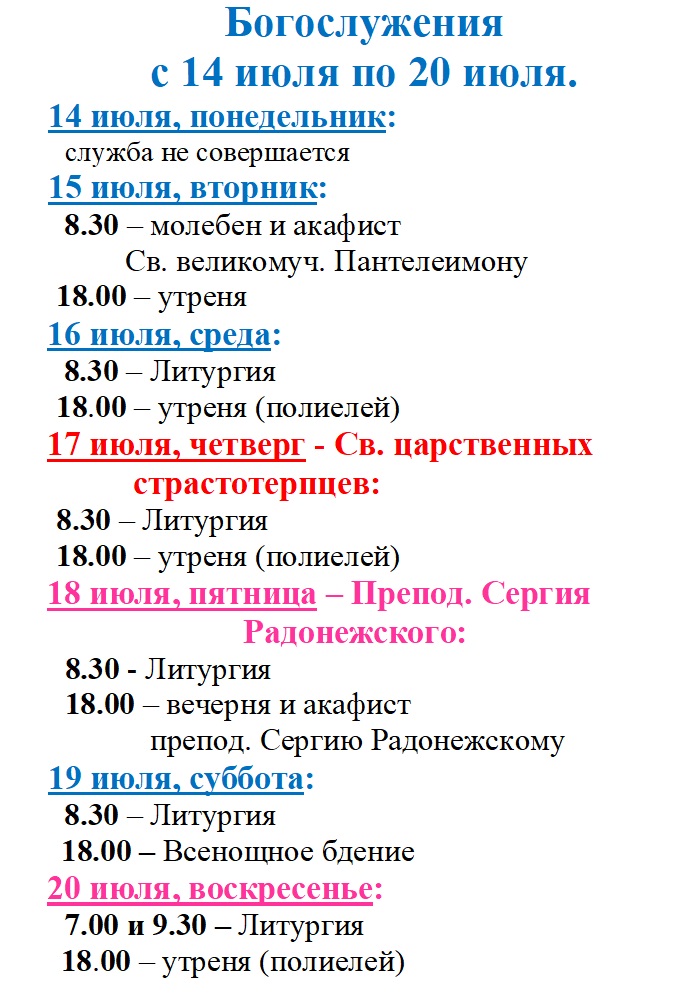 Богослужения
с 14 июля по 20 июля.
14 июля, понедельник:
служба не совершается
15 июля, вторник:
8.30 – молебен и акафист
Св. великомуч. Пантелеимону
18.00 – утреня
16 июля, среда:
8.30 – Литургия
18.00 – утреня (полиелей)
17 июля, четверг - Св. царственных
страстотерпцев:
8.30 – Литургия
18.00 – утреня (полиелей)
18 июля, пятница – Препод. Сергия
Радонежского:
8.30 - Литургия
18.00 – вечерня и акафист
препод. Сергию Радонежскому
19 июля, суббота:
8.30 – Литургия
18.00 – Всенощное бдение
20 июля, воскресенье:
7.00 и 9.30 – Литургия
18.00 – утреня (полиелей)